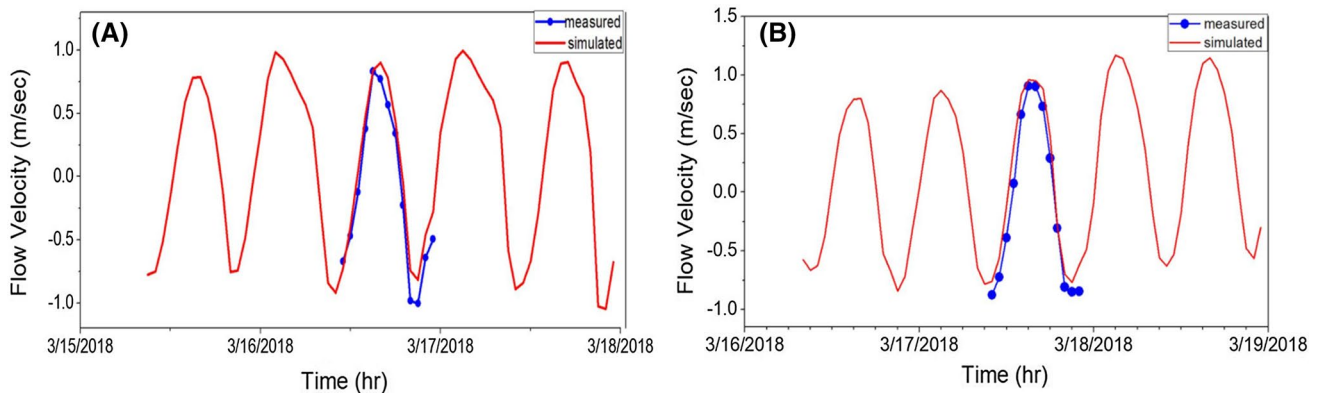 (A)
measured
simulated
1.0
0.5
0.0
-0.5
-1.0
Flow Velocity (m/sec)
3/15/2018
3/16/2018
3/17/2018
3/18/2018
Time (hr)
(B)
measured
simulated
1.5
1.0
0.5
0.0
-0.5
-1.0
Flow Velocity (m/sec)
3/16/2018
3/17/2018
3/18/2018
3/19/2018
Time (hr)